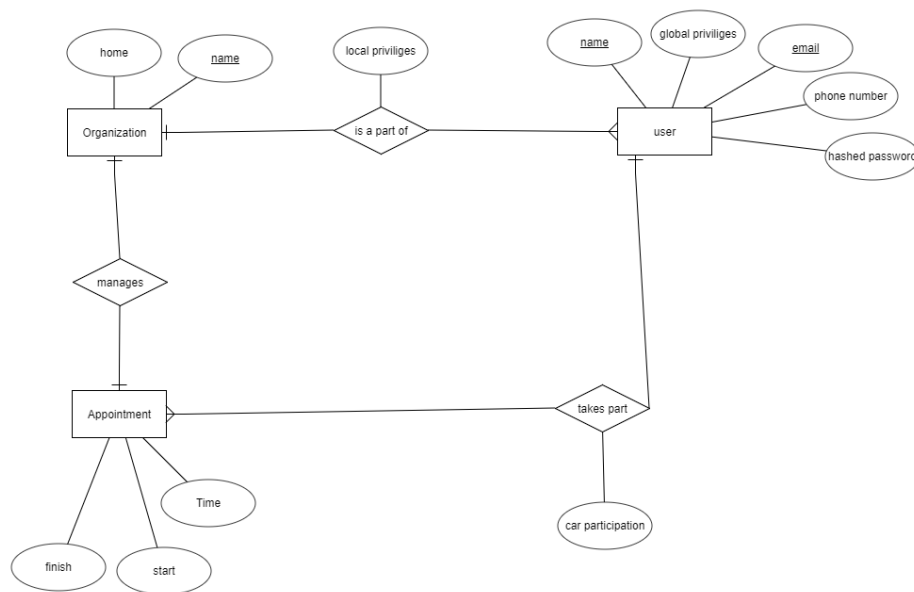 home
name
local priviliges
name
global priviliges
email
phone number
hashed password
Organization
is a part of
user
manages
Appointment
takes part
Time
finish
start
car participation